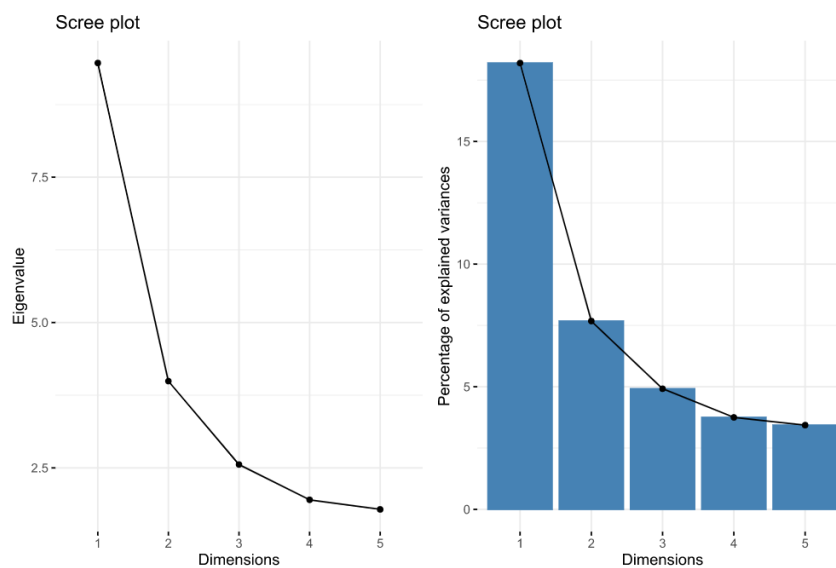 Scree plot
Eigenvalue
7.5
5.0
2.5
1 2 3 4 5
Dimensions
Scree plot
Percentage of explained variances
15
10
5
0
1 2 3 4 5
Dimensions